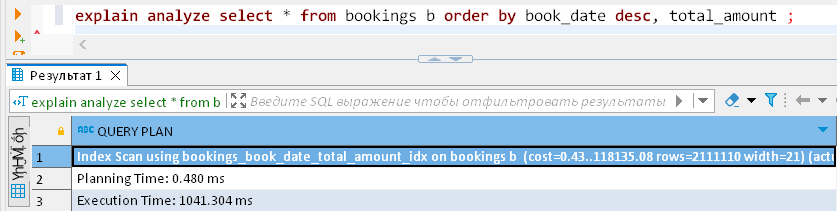 explain analyze select * from bookings b order by book_date desc, total_amount ;
Результат 1
explain analyze select * from b
Введите SQL выражение чтобы отфильтровать результаты
QUERY PLAN
1 Index Scan using bookings_book_date_total_amount_idx on bookings b (cost=0.43..118135.08 rows=2111110 width=21) (actu
2 Planning Time: 0.480 ms
3 Execution Time: 1041.304 ms